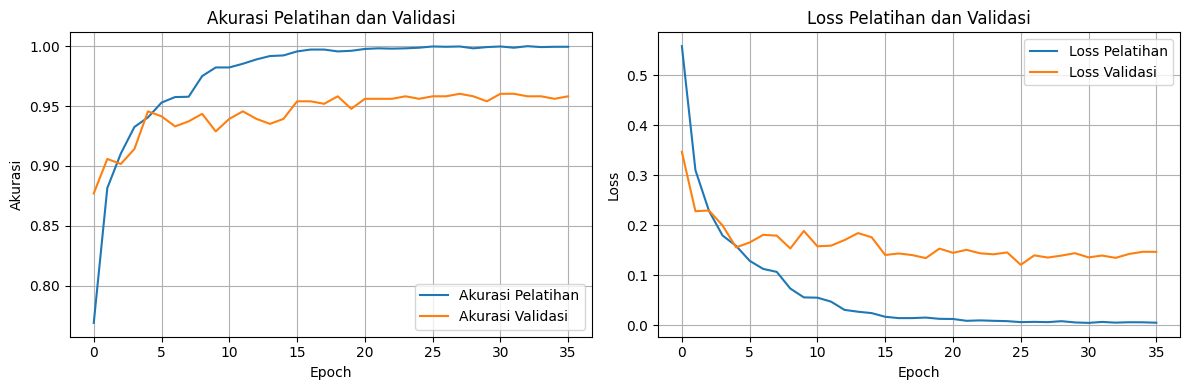 Akurasi Pelatihan dan Validasi
1.00
0.95
0.90
0.85
0.80
Akurasi
Akurasi Pelatihan
Akurasi Validasi
0 5 10 15 20 25 30 35
Epoch
Loss Pelatihan dan Validasi
Loss Pelatihan
Loss Validasi
0.5
0.4
0.3
0.2
0.1
0.0
Loss
0 5 10 15 20 25 30 35
Epoch